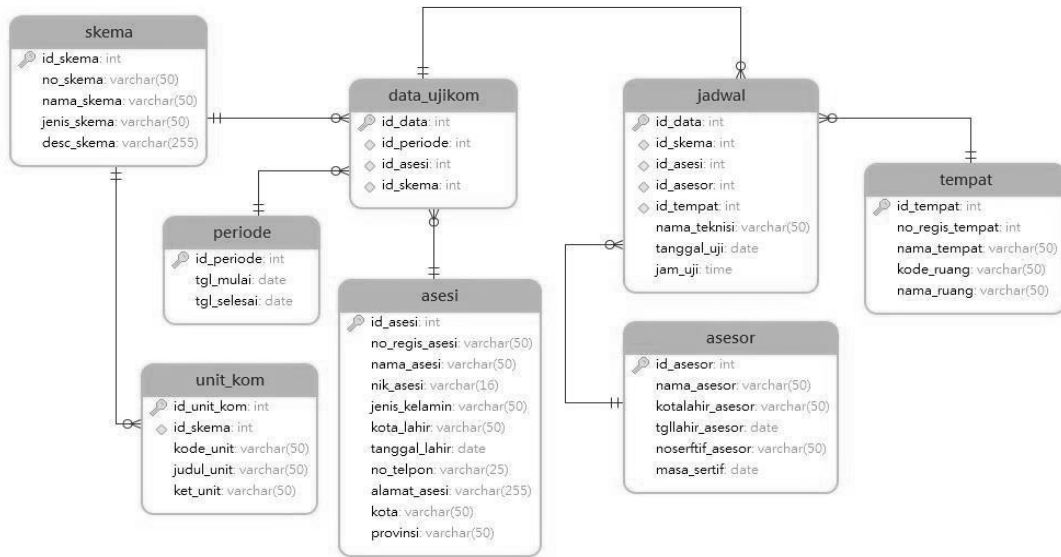 skema
id_skema: int
no_skema: varchar(50)
nama_skema: varchar(50)
jenis_skema: varchar(50)
desc_skema: varchar(255)
data_ujikom
id_data: int
id_periode: int
id_asesi: int
id_skema: int
jadwal
id_data: int
id_skema: int
id_asesi: int
id_asesor: int
id_tempat: int
nama_teknisi: varchar(50)
tanggal_uji: date
jam_uji: time
tempat
id_tempat: int
no_regis_tempat: int
nama_tempat: varchar(50)
kode_ruang: varchar(50)
nama_ruang: varchar(50)
periode
id_periode: int
tgl_mulai: date
tgl_selesai: date
asesi
id_asesi: int
no_regis_asesi: varchar(50)
nama_asesi: varchar(50)
nik_asesi: varchar(16)
jenis_kelamin: varchar(50)
kota_lahir: varchar(50)
tanggal_lahir: date
no_telpon: varchar(25)
alamat_asesi: varchar(255)
kota: varchar(50)
provinsi: varchar(50)
asesor
id_asesor: int
nama_asesor: varchar(50)
kotalahir_asesor: varchar(50)
tgllahir_asesor: date
noserftif_asesor: varchar(50)
masa_sertif: date
unit_kom
id_unit_kom: int
id_skema: int
kode_unit: varchar(50)
judul_unit: varchar(50)
ket_unit: varchar(50)